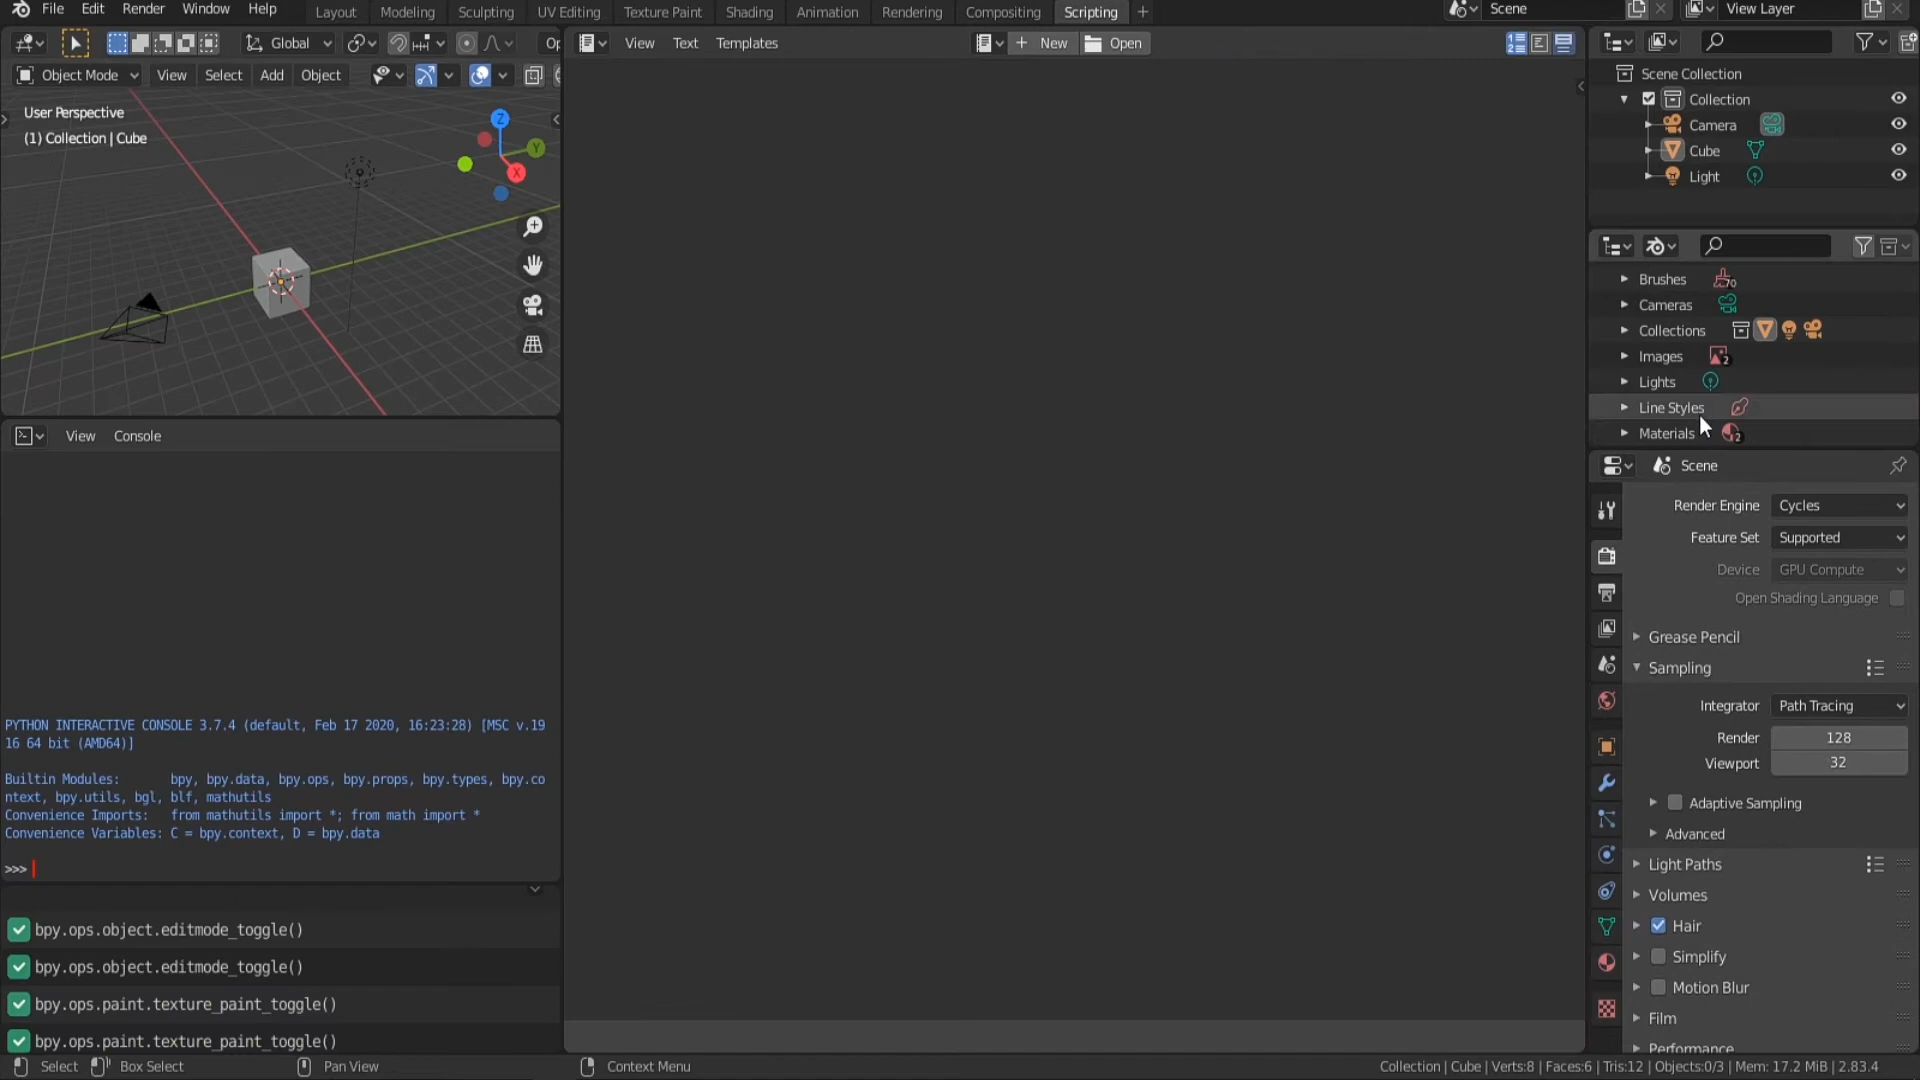 File Edit Render Window Help Layout Modeling Sculpting UV Editing Texture Paint Shading Animation Rendering Compositing Scripting + Scene View Layer
Global Op View Text Templates + New Open
Object Mode View Select Add Object
User Perspective
(1) Collection | Cube
Z
Y
X
View Console
PYTHON INTERACTIVE CONSOLE 3.7.4 (default, Feb 17 2020, 16:23:28) [MSC v.19
16 64 bit (AMD64)]
Builtin Modules: bpy, bpy.data, bpy.ops, bpy.props, bpy.types, bpy.co
ntext, bpy.utils, bgl, blf, mathutils
Convenience Imports: from mathutils import *; from math import *
Convenience Variables: C = bpy.context, D = bpy.data
>>>
bpy.ops.object.editmode_toggle()
bpy.ops.object.editmode_toggle()
bpy.ops.paint.texture_paint_toggle()
bpy.ops.paint.texture_paint_toggle()
Scene Collection
Collection
Camera
Cube
Light
Brushes 70
Cameras
Collections
Images 2
Lights
Line Styles
Materials 2
Scene
Render Engine Cycles
Feature Set Supported
Device GPU Compute
Open Shading Language
Grease Pencil
Sampling
Integrator Path Tracing
Render 128
Viewport 32
Adaptive Sampling
Advanced
Light Paths
Volumes
Hair
Simplify
Motion Blur
Film
Performance
Select Box Select Pan View Context Menu Collection | Cube | Verts:8 | Faces:6 | Tris:12 | Objects:0/3 | Mem: 17.2 MiB | 2.83.4